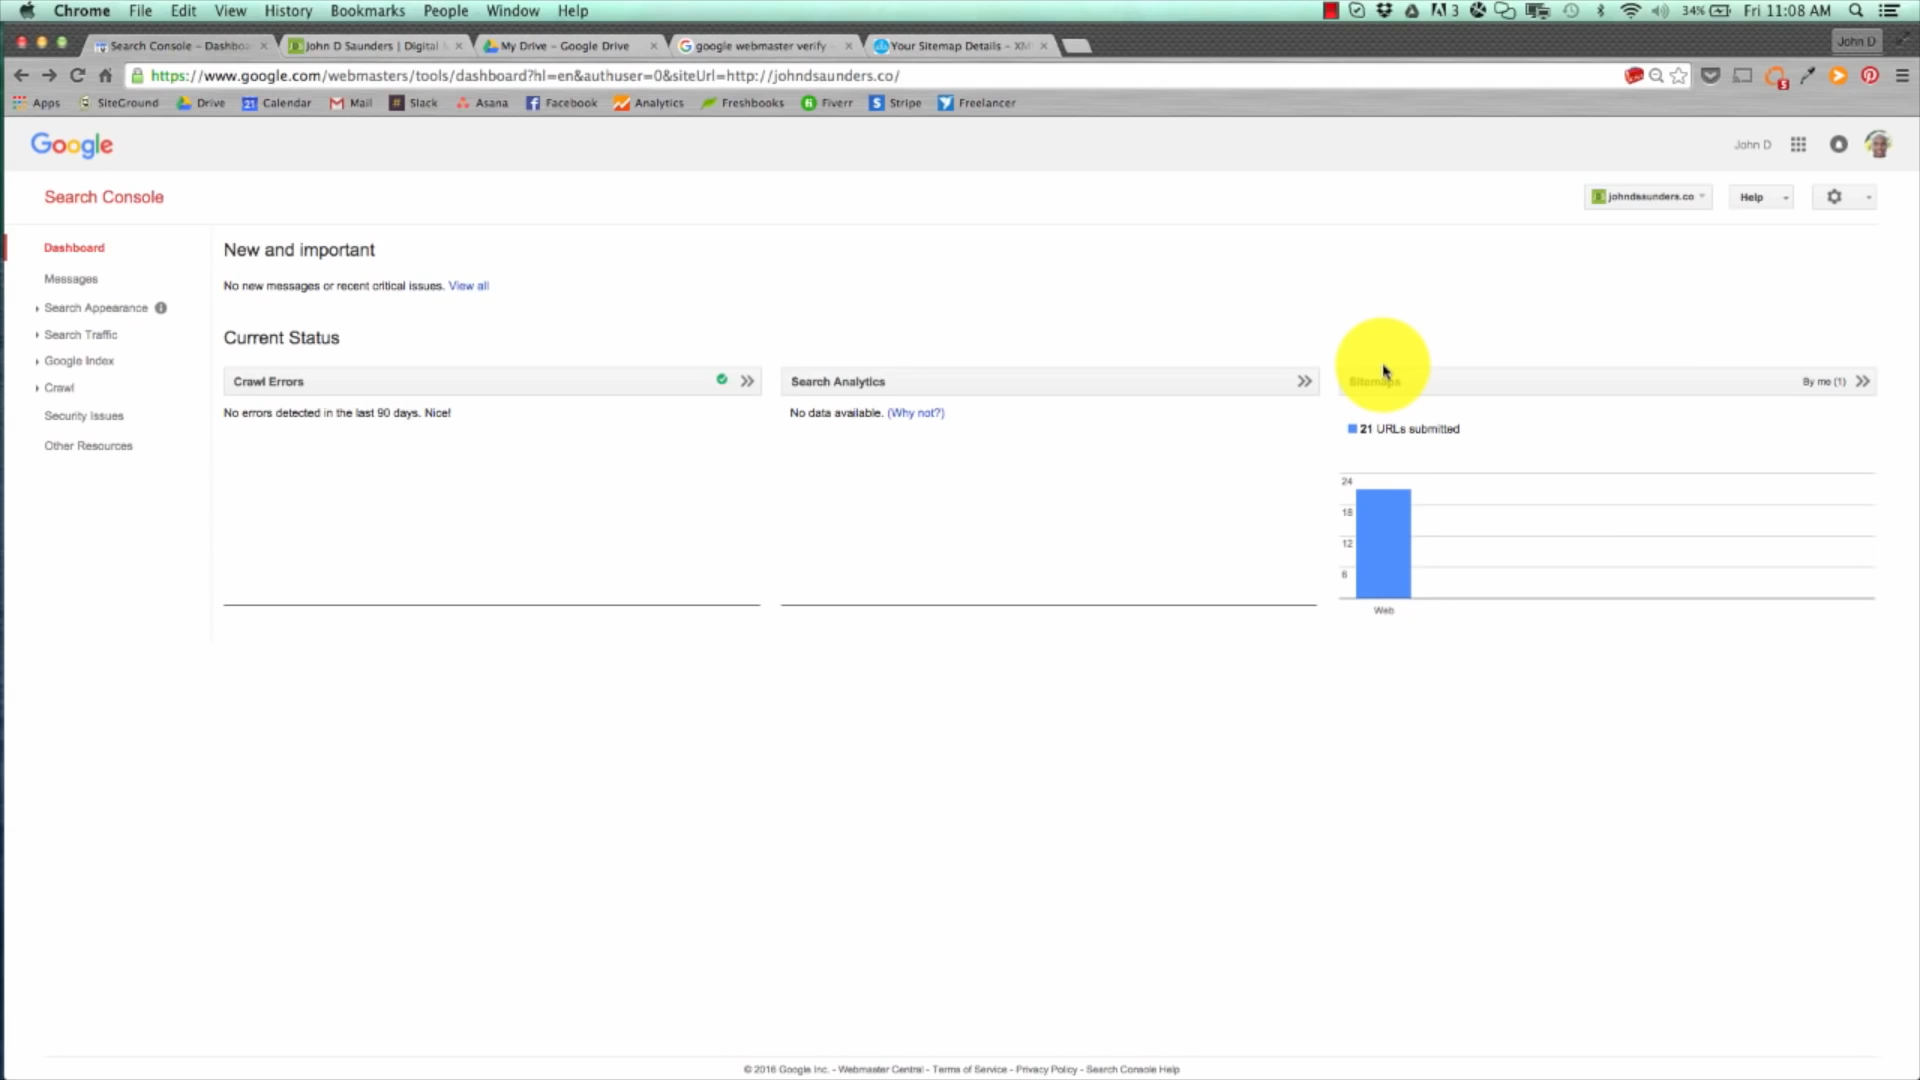 Chrome File Edit View History Bookmarks People Window Help
3 34% Fri 11:08 AM
Search Console – Dashboa
John D Saunders | Digital
My Drive – Google Drive
google webmaster verify
Your Sitemap Details – XM
John D
https://www.google.com/webmasters/tools/dashboard?hl=en&authuser=0&siteUrl=http://johndsaunders.co/
5
Apps SiteGround Drive 21 Calendar Mail Slack Asana Facebook Analytics Freshbooks Fiverr Stripe Freelancer
Google
John D
Search Console
johndsaunders.co
Help
Dashboard
Messages
Search Appearance
Search Traffic
Google Index
Crawl
Security Issues
Other Resources
New and important
No new messages or recent critical issues. View all
Current Status
Crawl Errors
No errors detected in the last 90 days. Nice!
Search Analytics
No data available. (Why not?)
Sitemaps
By me (1)
21 URLs submitted
24
18
12
6
Web
© 2016 Google Inc. - Webmaster Central - Terms of Service - Privacy Policy - Search Console Help